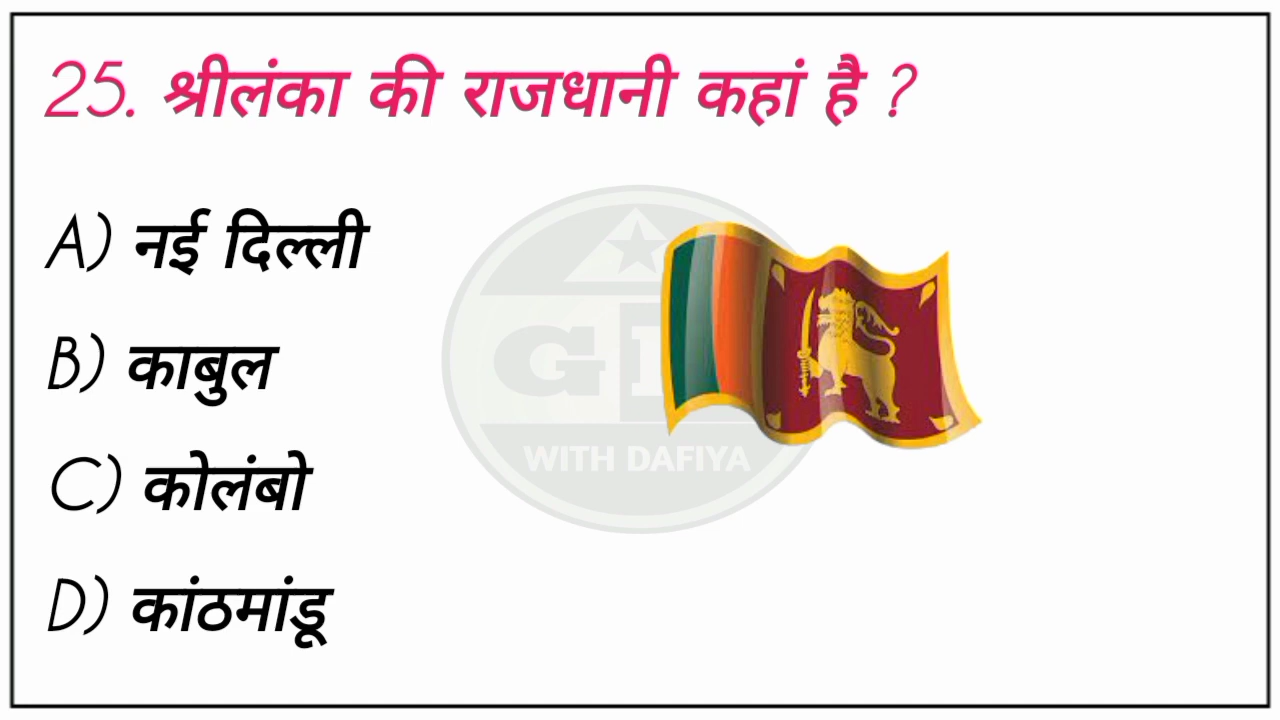 25. श्रीलंका की राजधानी कहां है ?
A) नई दिल्ली
B) काबुल
C) कोलंबो
D) कांठमांडू
WITH DAFIYA